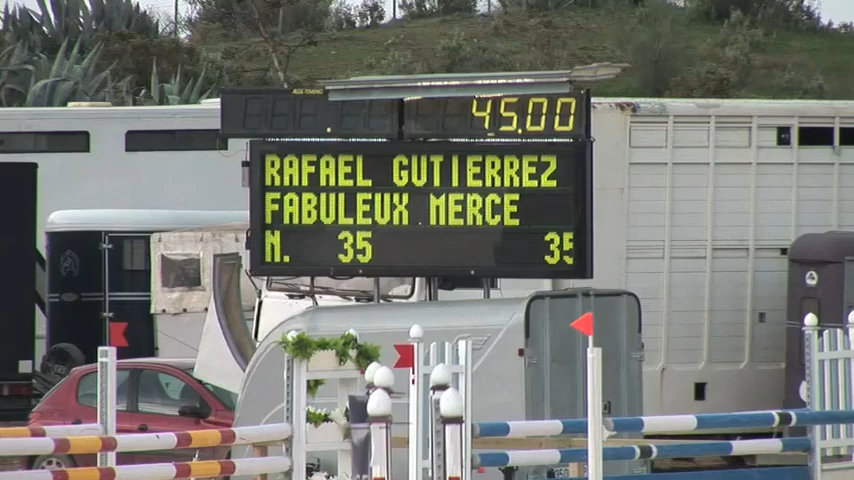 45.00
RAFAEL GUTIERREZ
FABULEUX MERCE
N. 35 35